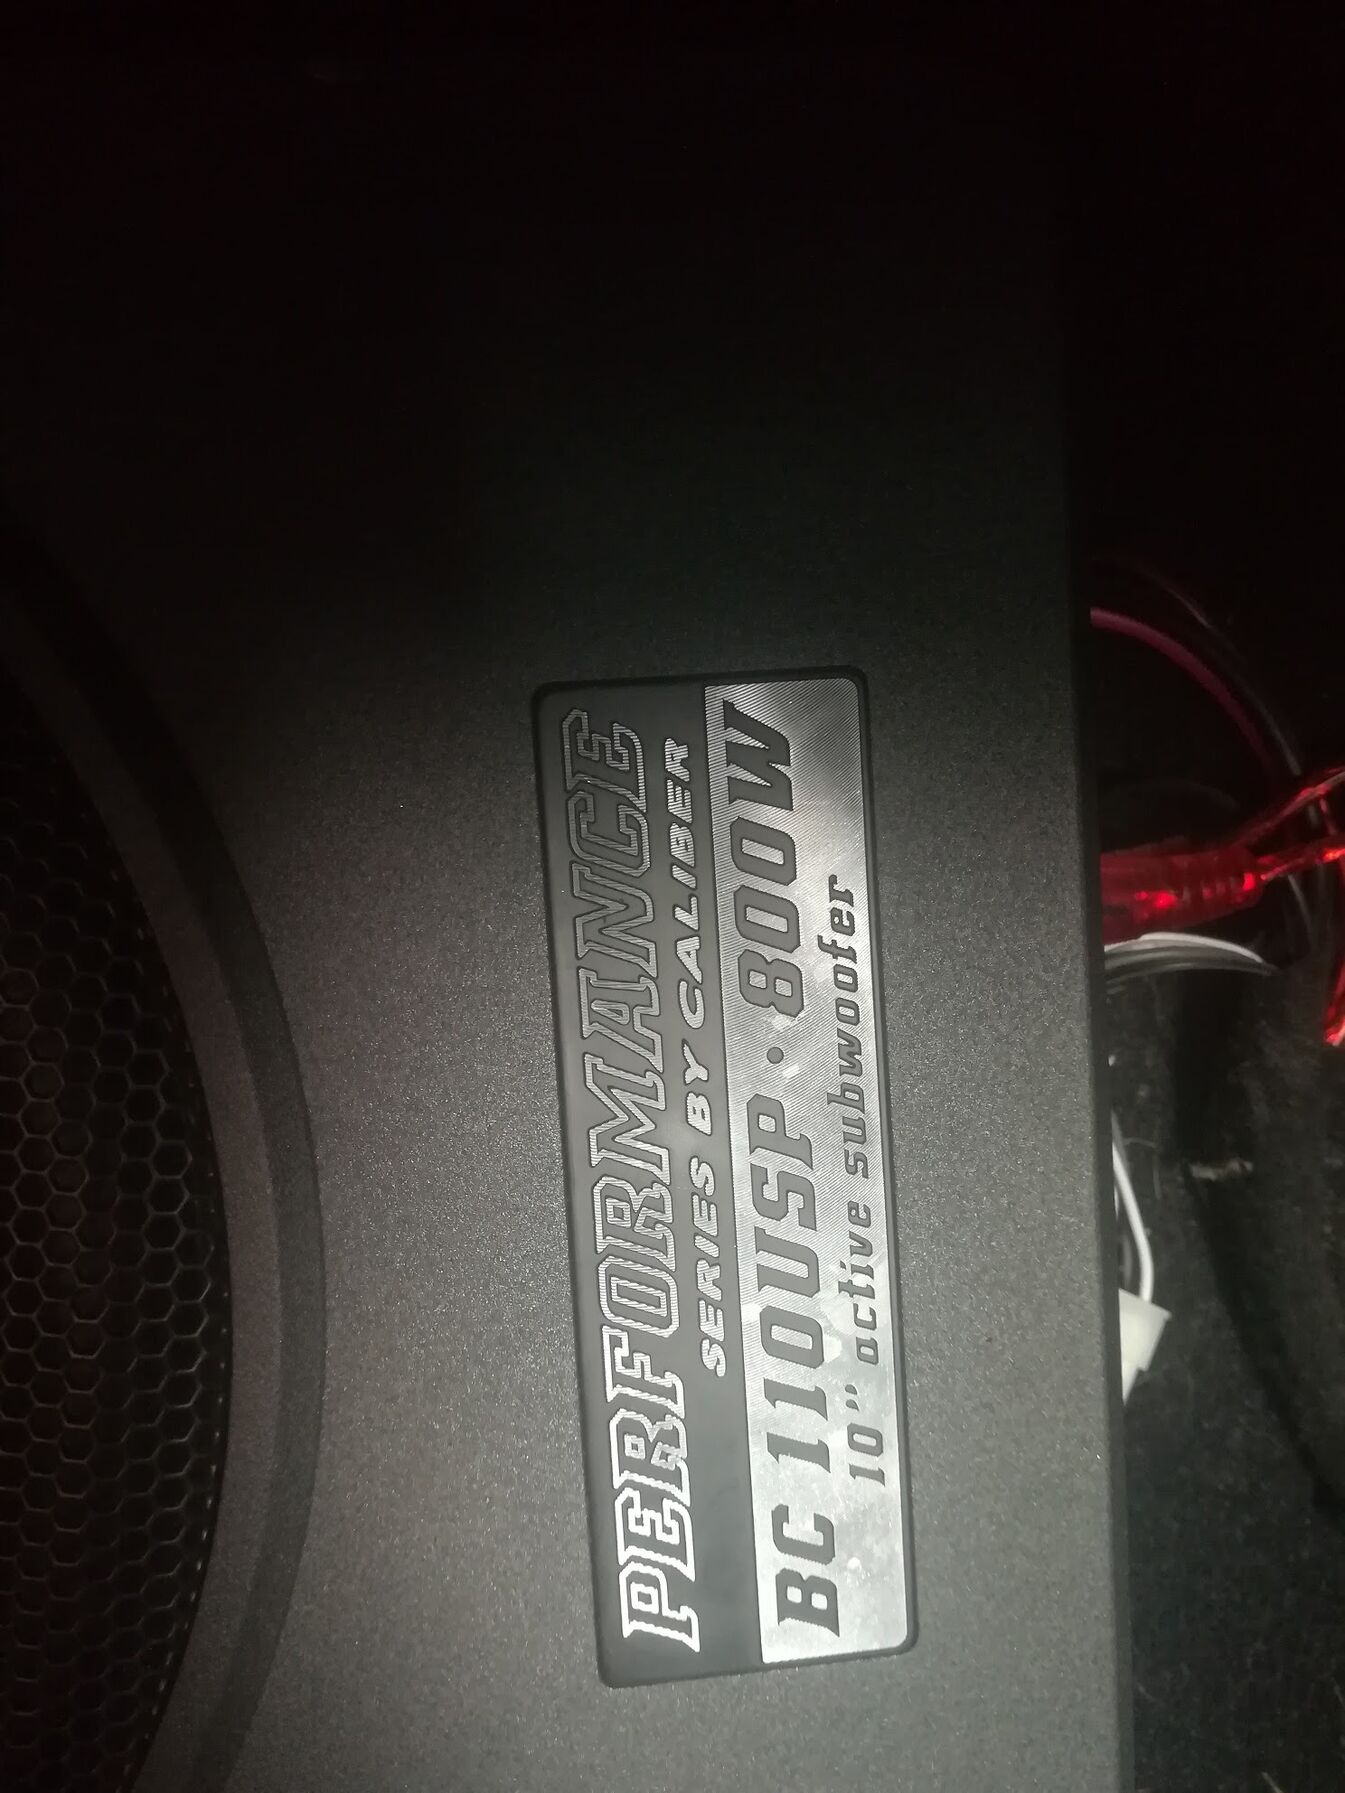 PERFORMANCE
SERIES BY CALIBER
BC 110USP · 800W
10" active subwoofer